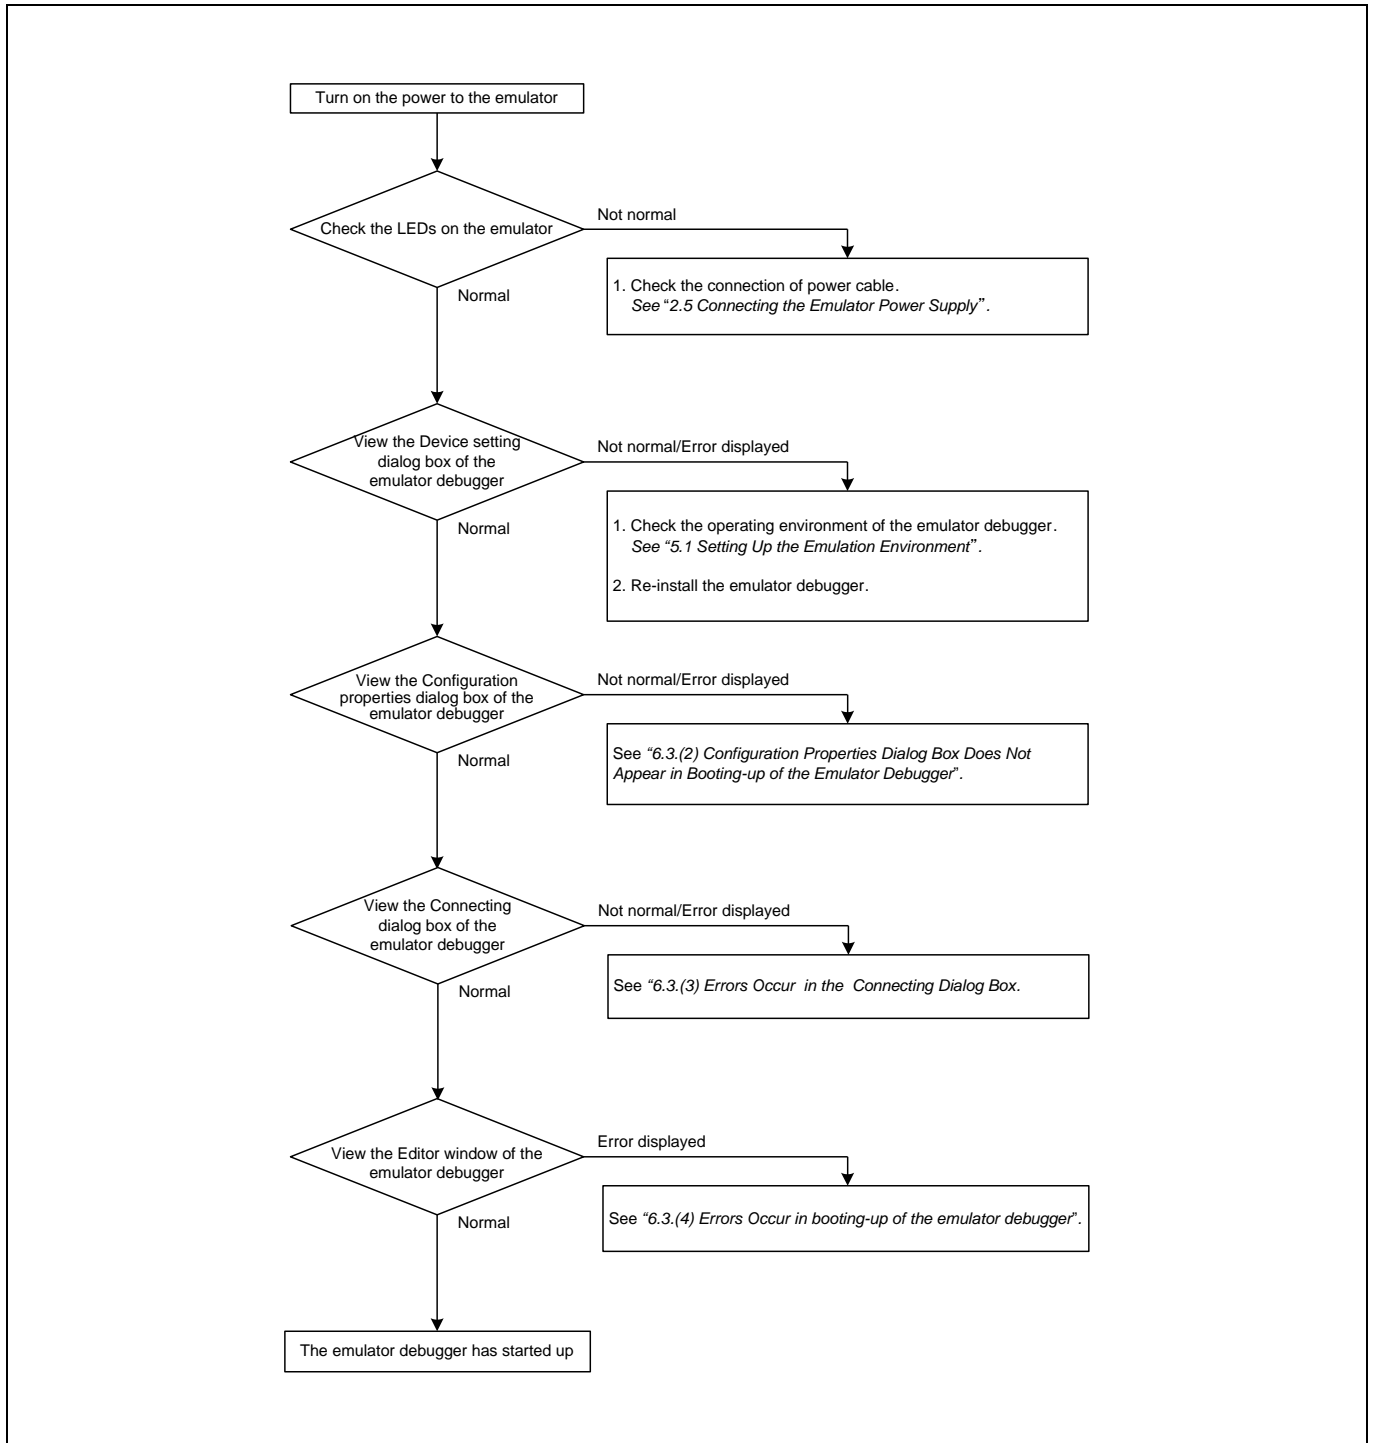 Turn on the power to the emulator
Check the LEDs on the emulator
Not normal
Normal
1. Check the connection of power cable.
See “2.5 Connecting the Emulator Power Supply”.
View the Device setting
dialog box of the
emulator debugger
Not normal/Error displayed
Normal
1. Check the operating environment of the emulator debugger.
See “5.1 Setting Up the Emulation Environment”.
2. Re-install the emulator debugger.
View the Configuration
properties dialog box of the
emulator debugger
Not normal/Error displayed
Normal
See “6.3.(2) Configuration Properties Dialog Box Does Not
Appear in Booting-up of the Emulator Debugger”.
View the Connecting
dialog box of the
emulator debugger
Not normal/Error displayed
Normal
See “6.3.(3) Errors Occur  in the  Connecting Dialog Box.
View the Editor window of the
emulator debugger
Error displayed
Normal
See “6.3.(4) Errors Occur in booting-up of the emulator debugger”.
The emulator debugger has started up